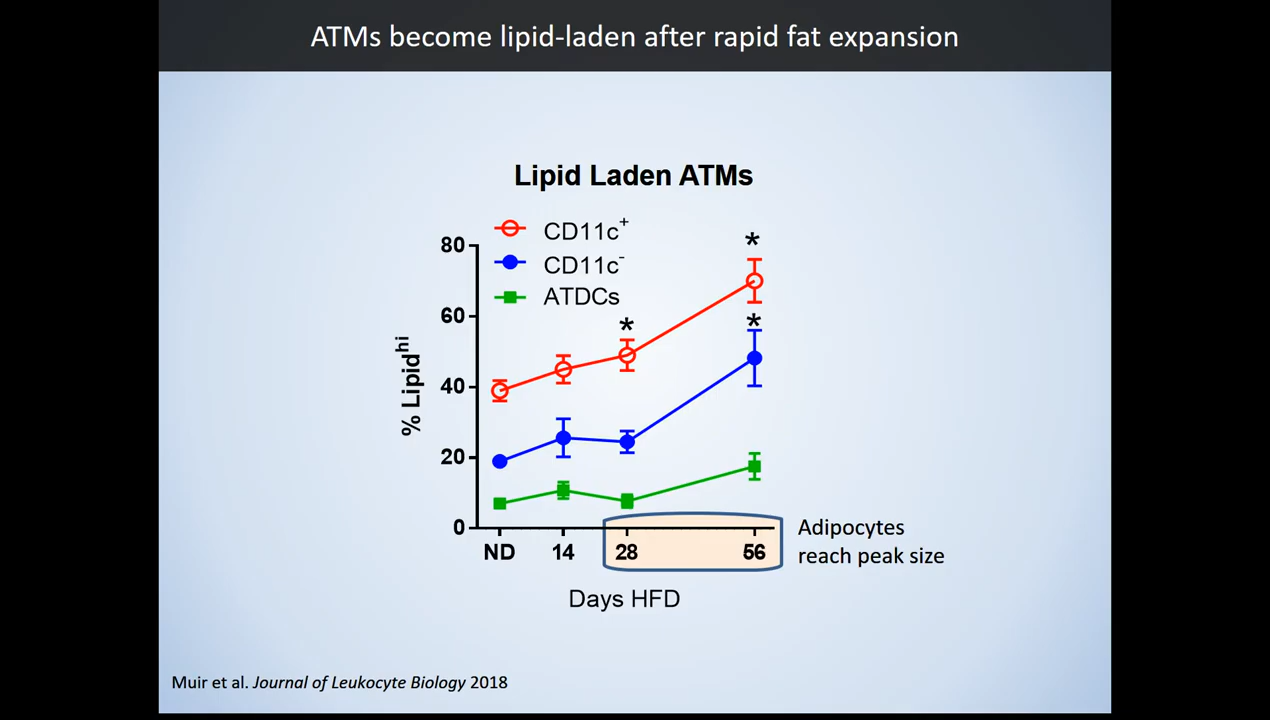 ATMs become lipid-laden after rapid fat expansion
Lipid Laden ATMs
CD11c⁺
CD11c⁻
ATDCs
% Lipidʰⁱ
80
60
40
20
0
*
*
*
ND 14 28 56
Days HFD
Adipocytes
reach peak size
Muir et al. Journal of Leukocyte Biology 2018